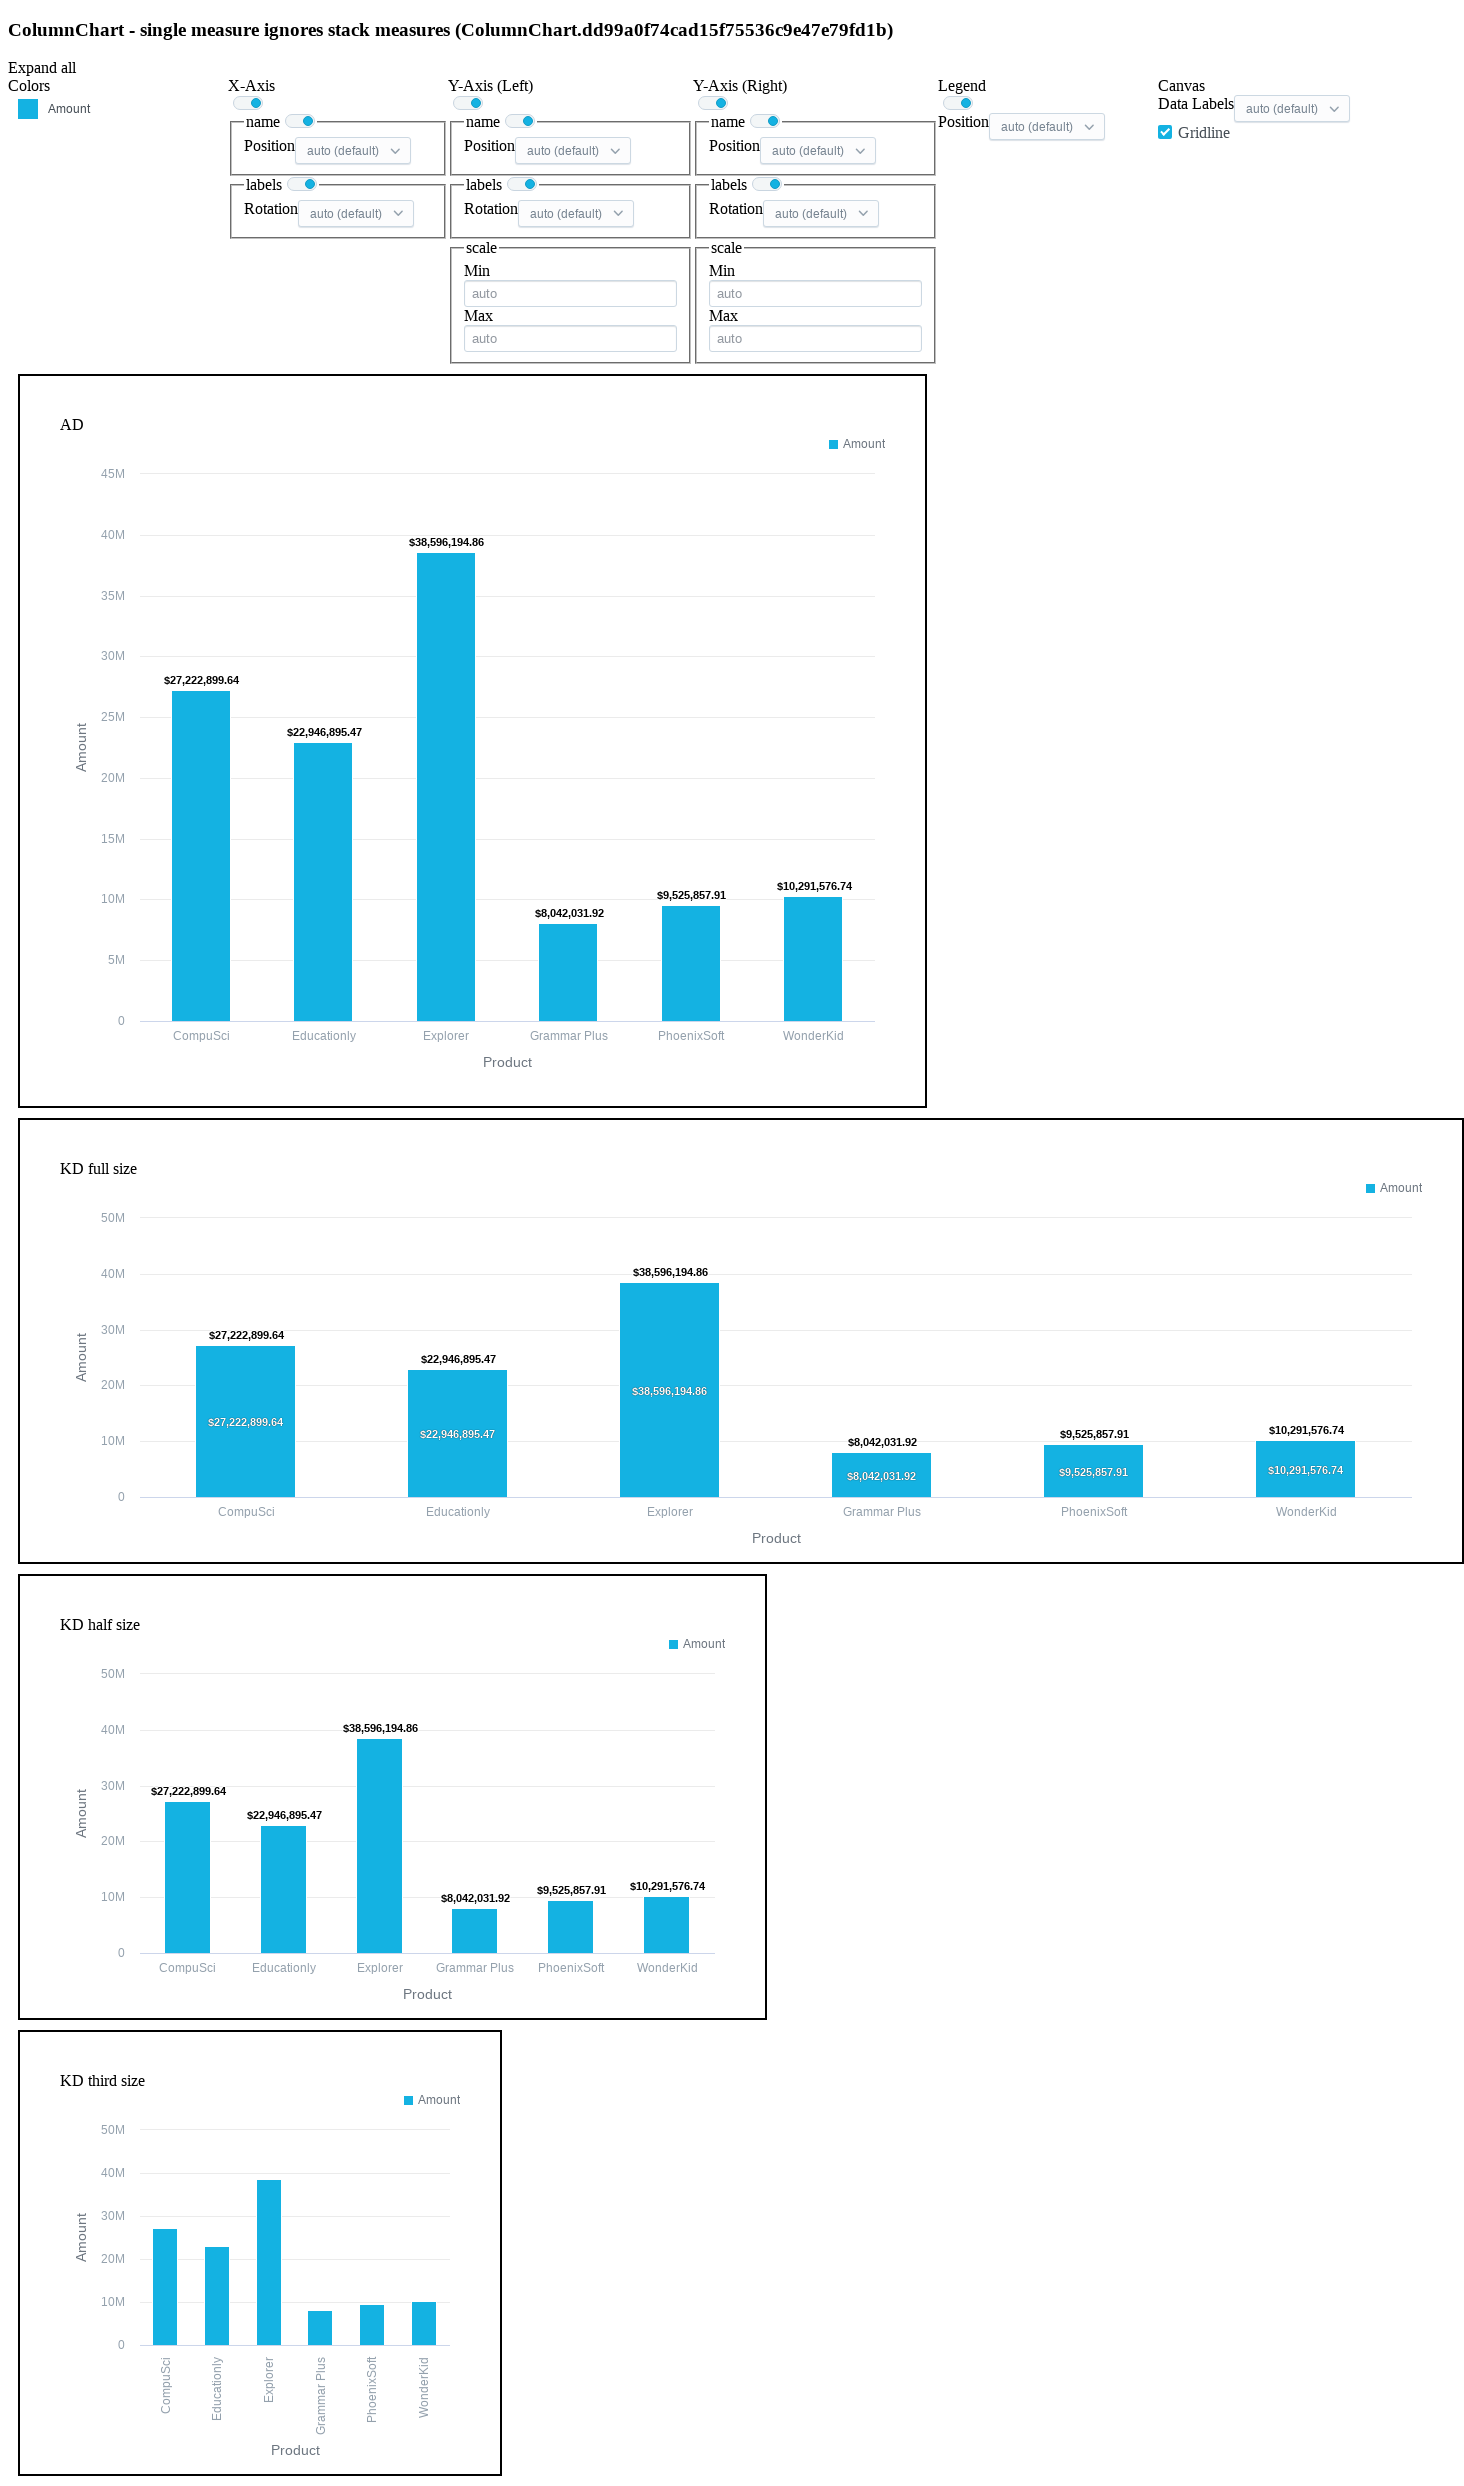 ColumnChart - single measure ignores stack measures (ColumnChart.dd99a0f74cad15f75536c9e47e79fd1b)
Expand all
Colors
Amount
X-Axis
name
Position auto (default)
labels
Rotation auto (default)
Y-Axis (Left)
name
Position auto (default)
labels
Rotation auto (default)
scale
Min
auto
Max
auto
Y-Axis (Right)
name
Position auto (default)
labels
Rotation auto (default)
scale
Min
auto
Max
auto
Legend
Position auto (default)
Canvas
Data Labels auto (default)
Gridline
AD
Amount
45M
40M
35M
30M
25M
20M
15M
10M
5M
0
Amount
$27,222,899.64
$22,946,895.47
$38,596,194.86
$8,042,031.92
$9,525,857.91
$10,291,576.74
CompuSci Educationly Explorer Grammar Plus PhoenixSoft WonderKid
Product
KD full size
Amount
50M
40M
30M
20M
10M
0
Amount
$27,222,899.64
$22,946,895.47
$38,596,194.86
$8,042,031.92
$9,525,857.91
$10,291,576.74
$27,222,899.64
$22,946,895.47
$38,596,194.86
$8,042,031.92
$9,525,857.91
$10,291,576.74
CompuSci Educationly Explorer Grammar Plus PhoenixSoft WonderKid
Product
KD half size
Amount
50M
40M
30M
20M
10M
0
Amount
$27,222,899.64
$22,946,895.47
$38,596,194.86
$8,042,031.92
$9,525,857.91
$10,291,576.74
CompuSci Educationly Explorer Grammar Plus PhoenixSoft WonderKid
Product
KD third size
Amount
50M
40M
30M
20M
10M
0
Amount
CompuSci
Educationly
Explorer
Grammar Plus
PhoenixSoft
WonderKid
Product